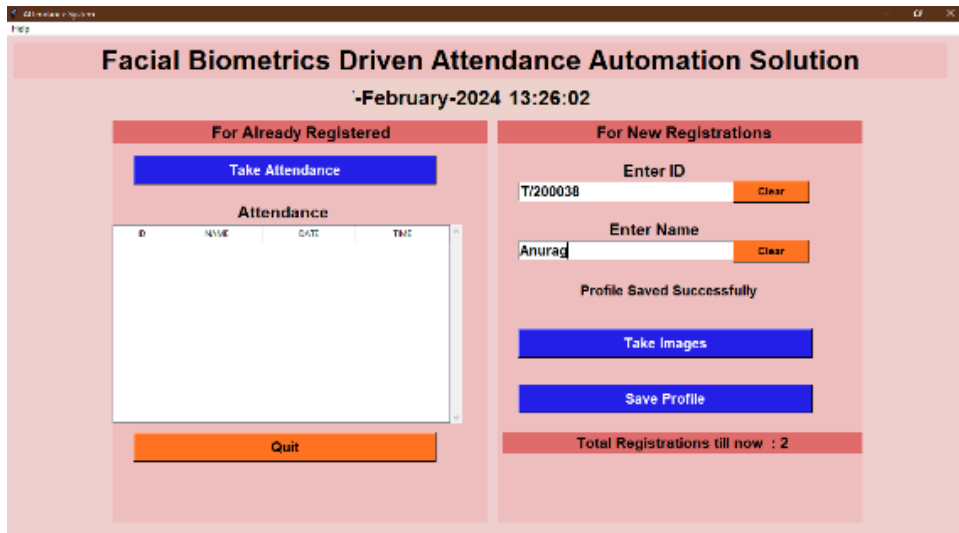 Attendance System
Help
Facial Biometrics Driven Attendance Automation Solution
-February-2024 13:26:02
For Already Registered
Take Attendance
Attendance
ID NAME DATE TIME
Quit
For New Registrations
Enter ID
T/200038 Clear
Enter Name
Anurag Clear
Profile Saved Successfully
Take Images
Save Profile
Total Registrations till now : 2